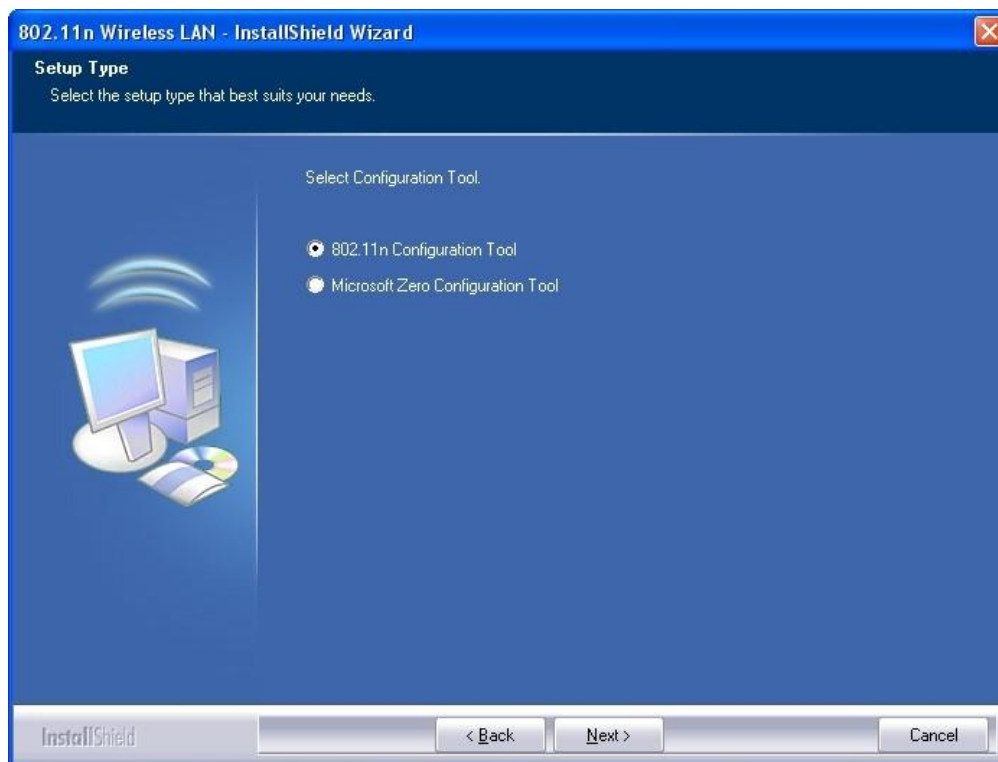 802.11n Wireless LAN - InstallShield Wizard
Setup Type
Select the setup type that best suits your needs.
Select Configuration Tool.
802.11n Configuration Tool
Microsoft Zero Configuration Tool
InstallShield
< Back
Next >
Cancel